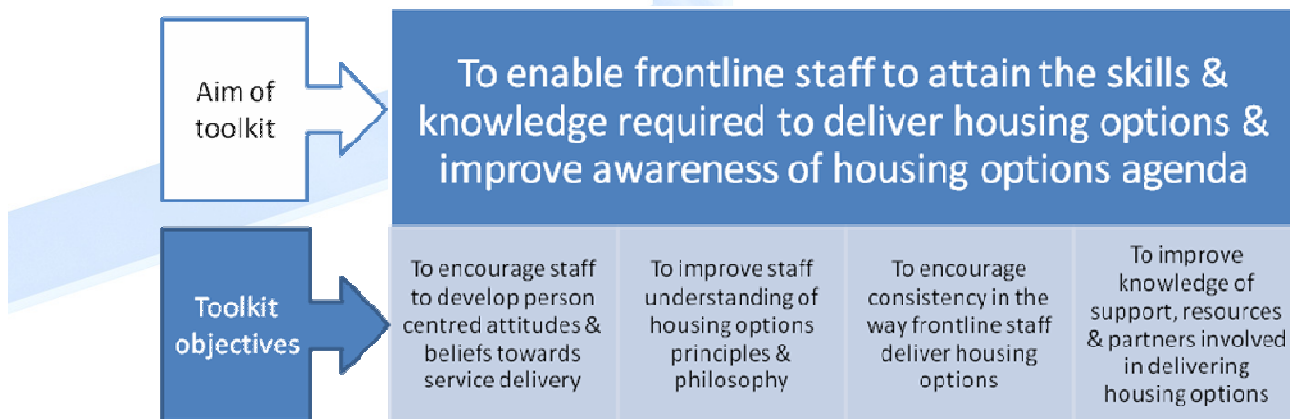 Aim of
toolkit
To enable frontline staff to attain the skills &
knowledge required to deliver housing options &
improve awareness of housing options agenda
Toolkit
objectives
To encourage staff
to develop person
centred attitudes &
beliefs towards
service delivery
To improve staff
understanding of
housing options
principles &
philosophy
To encourage
consistency in the
way frontline staff
deliver housing
options
To improve
knowledge of
support, resources
& partners involved
in delivering
housing options